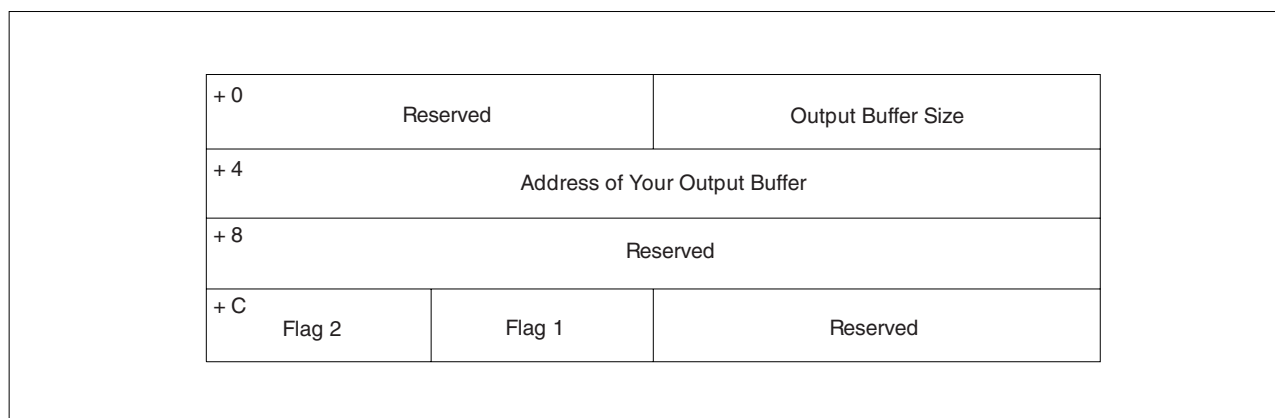 + 0
Reserved
Output Buffer Size
+ 4
Address of Your Output Buffer
+ 8
Reserved
+ C
Flag 2
Flag 1
Reserved